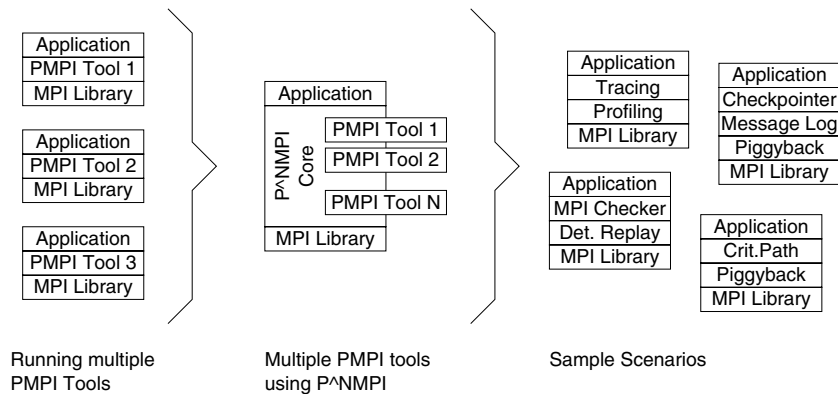 Application
PMPI Tool 1
MPI Library
Application
PMPI Tool 2
MPI Library
Application
PMPI Tool 3
MPI Library
Running multiple
PMPI Tools
Application
P^NMPI
Core
PMPI Tool 1
PMPI Tool 2
PMPI Tool N
MPI Library
Multiple PMPI tools
using P^NMPI
Application
Tracing
Profiling
MPI Library
Application
Checkpointer
Message Log
Piggyback
MPI Library
Application
MPI Checker
Det. Replay
MPI Library
Application
Crit.Path
Piggyback
MPI Library
Sample Scenarios